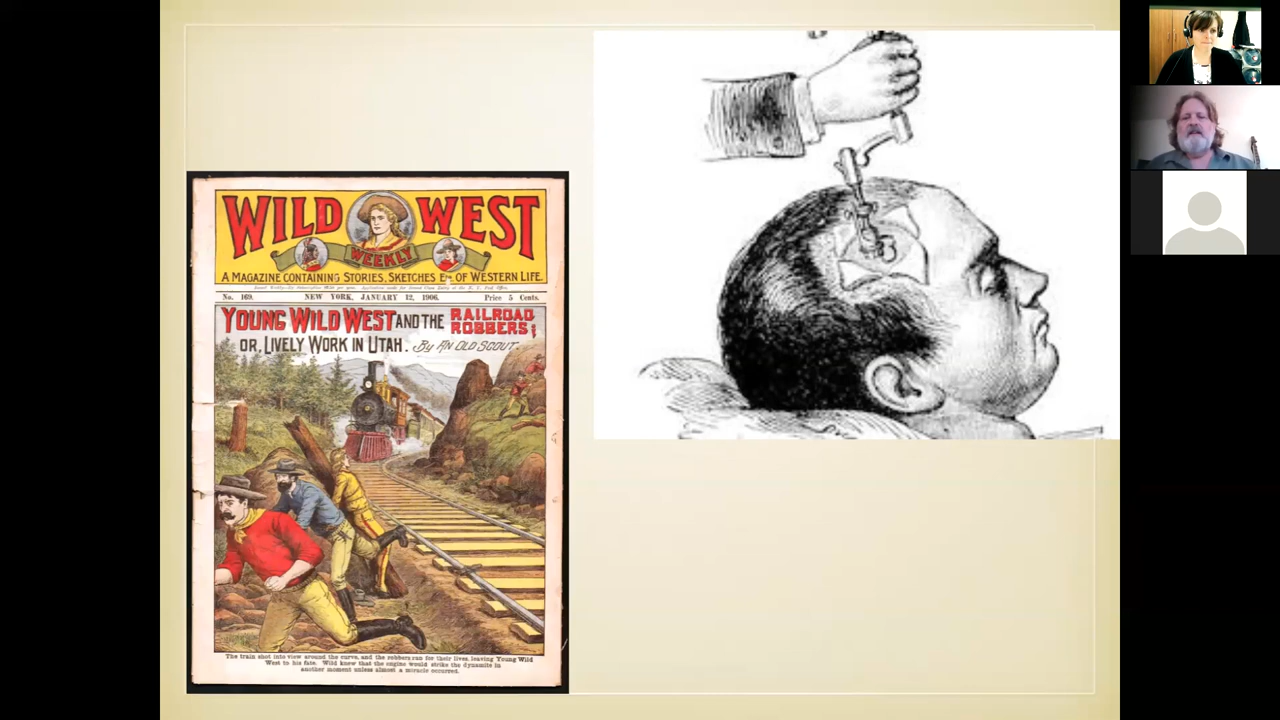 WILD WEST
WEEKLY
A MAGAZINE CONTAINING STORIES, SKETCHES Etc. OF WESTERN LIFE.
No. 169. NEW YORK, JANUARY 12, 1906. Price 5 Cents.
YOUNG WILD WEST AND THE RAILROAD ROBBERS;
OR, LIVELY WORK IN UTAH. By AN OLD SCOUT.
The train shot into view around the curve, and the robbers ran for their lives, leaving Young Wild
West to his fate. Wild knew that the engine would strike the dynamite in
another moment unless almost a miracle occurred.